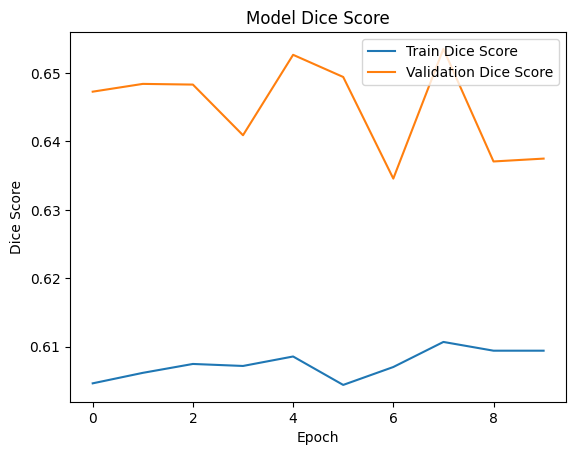 Model Dice Score
Train Dice Score
Validation Dice Score
0.65
0.64
0.63
0.62
0.61
Dice Score
0
2
4
6
8
Epoch